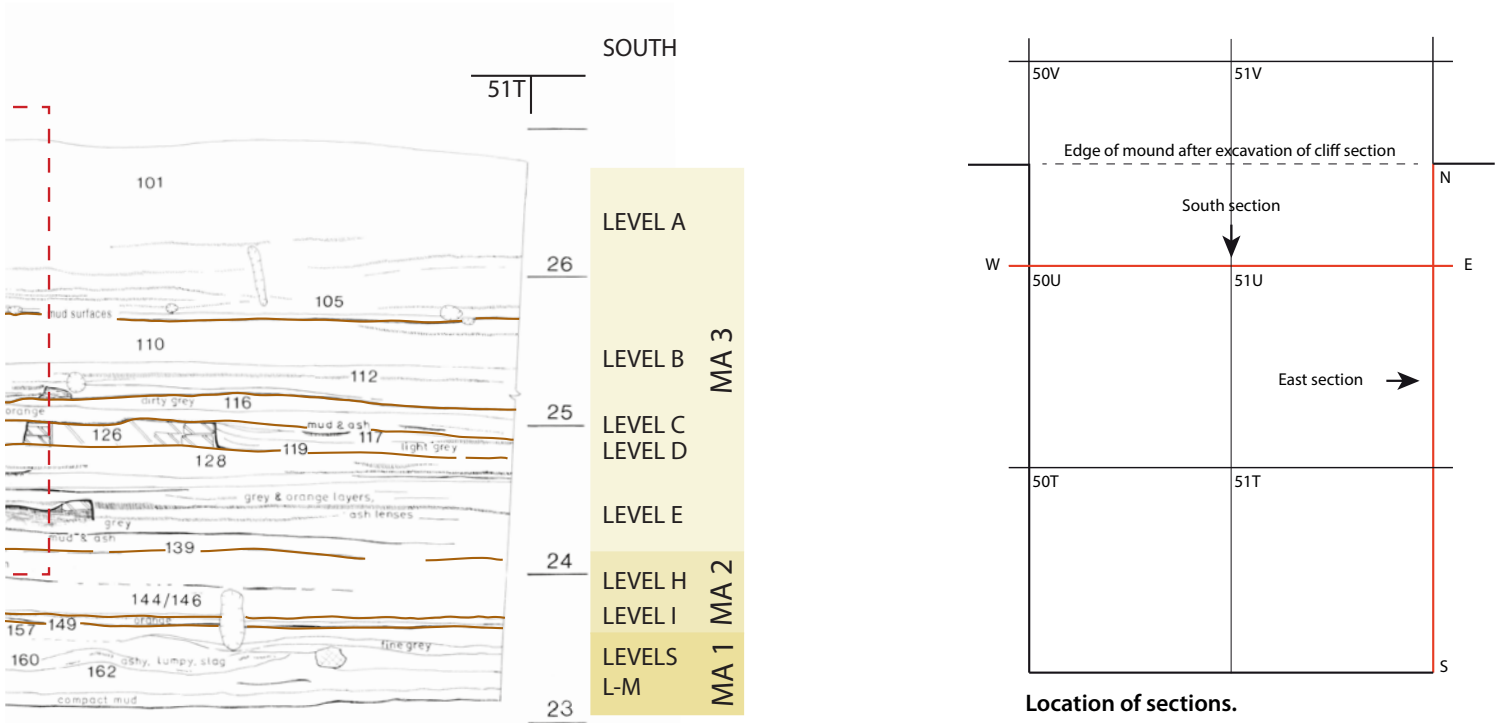 SOUTH
51T
101
LEVEL A
26
105
mud surfaces
110
LEVEL B
MA 3
112
dirty grey
116
orange
25
126
mud & ash
117
LEVEL C
119
light grey
LEVEL D
128
grey & orange layers,
ash lenses
LEVEL E
grey
mud & ash
139
24
144/146
LEVEL H
MA 2
orange
LEVEL I
157
149
fine grey
160
ashy, lumpy, slag
162
LEVELS
L-M
MA 1
compact mud
23
50V
51V
Edge of mound after excavation of cliff section
N
South section
W
E
50U
51U
East section
50T
51T
S
Location of sections.